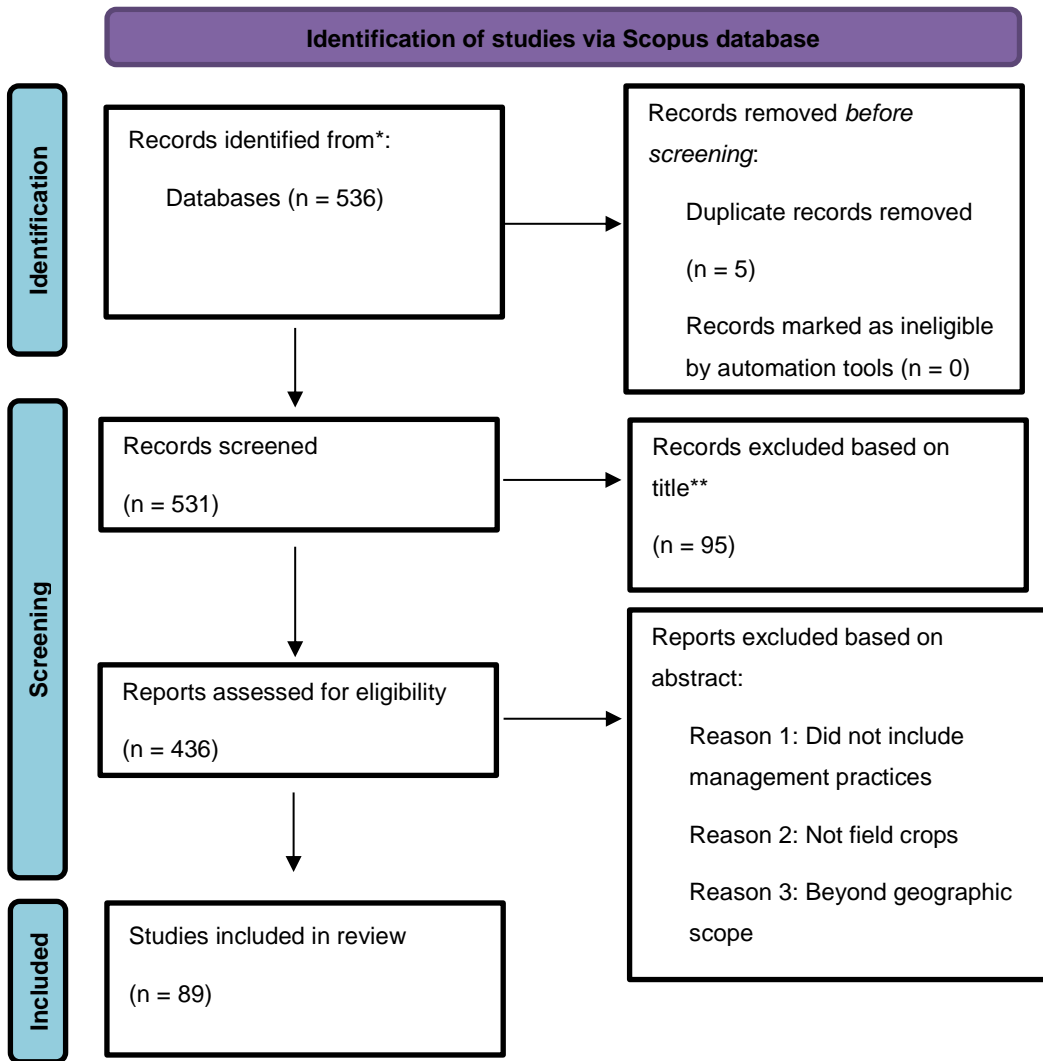 Identification of studies via Scopus database
Identification
Records identified from*:
Databases (n = 536)
Records removed before
screening:
Duplicate records removed
(n = 5)
Records marked as ineligible
by automation tools (n = 0)
Screening
Records screened
(n = 531)
Records excluded based on
title**
(n = 95)
Reports assessed for eligibility
(n = 436)
Reports excluded based on
abstract:
Reason 1: Did not include
management practices
Reason 2: Not field crops
Reason 3: Beyond geographic
scope
Included
Studies included in review
(n = 89)